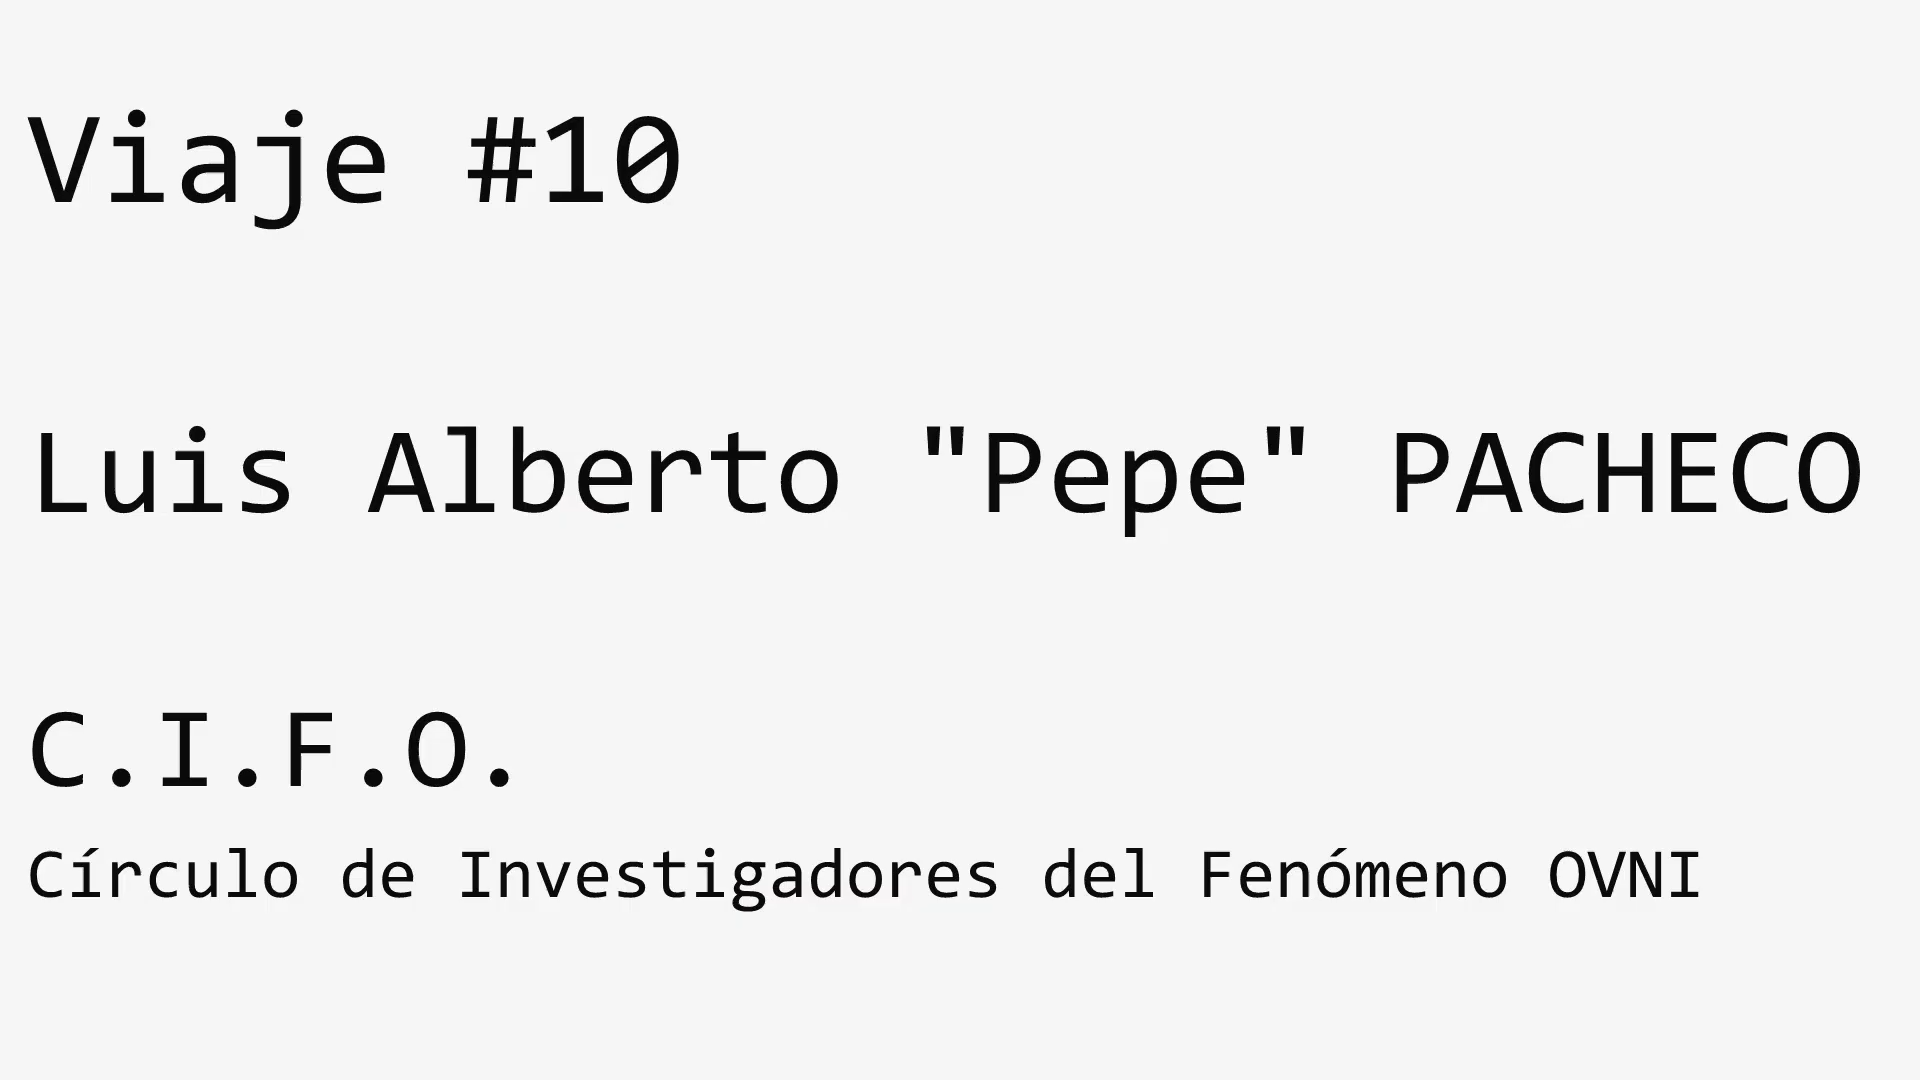 Viaje #10
Luis Alberto "Pepe" PACHECO
C.I.F.O.
Círculo de Investigadores del Fenómeno OVNI